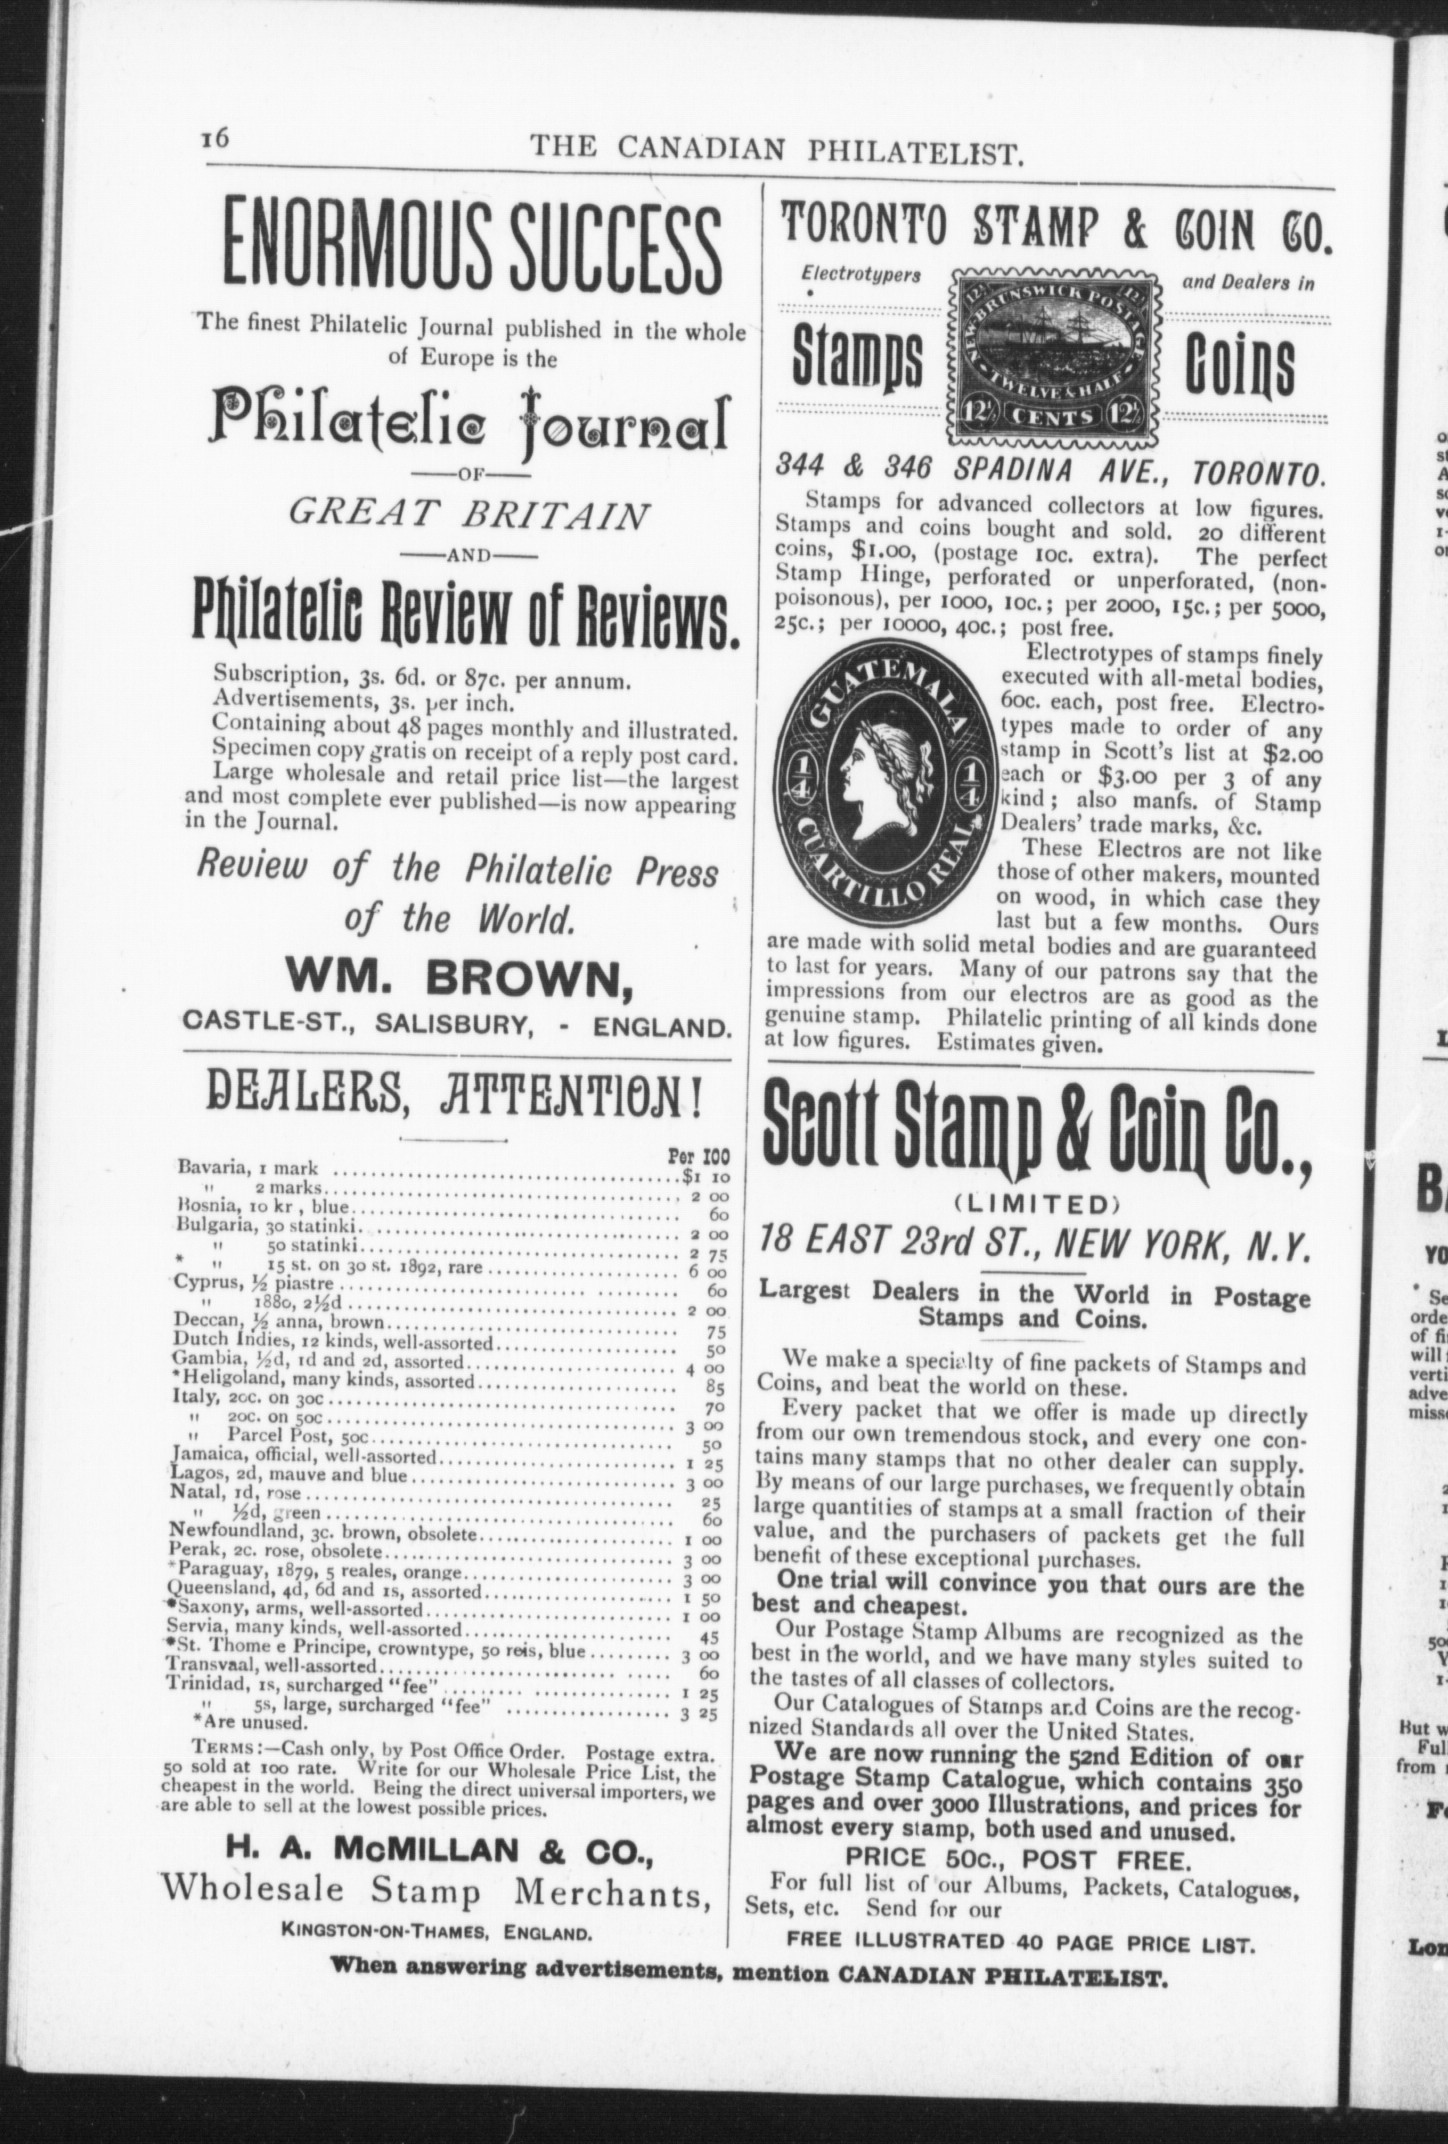 16
THE CANADIAN PHILATELIST.
ENORMOUS SUCCESS
The finest Philatelic Journal published in the whole
of Europe is the
Philatelic Journal
—OF—
GREAT BRITAIN
—AND—
Philatelic Review of Reviews.
Subscription, 3s. 6d. or 87c. per annum.
Advertisements, 3s. per inch.
Containing about 48 pages monthly and illustrated.
Specimen copy gratis on receipt of a reply post card.
Large wholesale and retail price list—the largest
and most complete ever published—is now appearing
in the Journal.
Review of the Philatelic Press
of the World.
WM. BROWN,
CASTLE-ST., SALISBURY, - ENGLAND.
DEALERS, ATTENTION!
Per 100
Bavaria, 1 mark ........ $1 10
" 2 marks........ 2 00
Bosnia, 10 kr, blue........ 60
Bulgaria, 30 statinki........ 2 00
" 50 statinki........ 2 75
* " 15 st. on 30 st. 1892, rare ........ 6 00
Cyprus, ½ piastre ........ 60
" 1880, 2½d ........ 2 00
Deccan, ½ anna, brown........ 75
Dutch Indies, 12 kinds, well-assorted........ 50
Gambia, ½d, 1d and 2d, assorted........ 4 00
*Heligoland, many kinds, assorted........ 85
Italy, 20c. on 30c ........ 70
" 20c. on 50c ........ 3 00
" Parcel Post, 50c........ 50
Jamaica, official, well-assorted........ 1 25
Lagos, 2d, mauve and blue ........ 3 00
Natal, 1d, rose ........ 25
" ½d, green ........ 60
Newfoundland, 3c. brown, obsolete........ 1 00
Perak, 2c. rose, obsolete........ 3 00
*Paraguay, 1879, 5 reales, orange........ 3 00
Queensland, 4d, 6d and 1s, assorted........ 1 50
*Saxony, arms, well-assorted........ 1 00
Servia, many kinds, well-assorted........ 45
*St. Thome e Principe, crowntype, 50 reis, blue ........ 3 00
Transvaal, well-assorted........ 60
Trinidad, 1s, surcharged "fee" ........ 1 25
" 5s, large, surcharged "fee" ........ 3 25
*Are unused.
TERMS:—Cash only, by Post Office Order. Postage extra.
50 sold at 100 rate. Write for our Wholesale Price List, the
cheapest in the world. Being the direct universal importers, we
are able to sell at the lowest possible prices.
H. A. McMILLAN & CO.,
Wholesale Stamp Merchants,
KINGSTON-ON-THAMES, ENGLAND.
TORONTO STAMP & COIN CO.
Electrotypers
and Dealers in
Stamps
NEW-BRUNSWICK POSTAGE
TWELVE & HALF
12½ CENTS 12½
Coins
344 & 346 SPADINA AVE., TORONTO.
Stamps for advanced collectors at low figures.
Stamps and coins bought and sold. 20 different
coins, $1.00, (postage 10c. extra). The perfect
Stamp Hinge, perforated or unperforated, (non-
poisonous), per 1000, 10c.; per 2000, 15c.; per 5000,
25c.; per 10000, 40c.; post free.
GUATEMALA
1/4
1/4
CUARTILLO REAL
Electrotypes of stamps finely
executed with all-metal bodies,
60c. each, post free. Electro-
types made to order of any
stamp in Scott's list at $2.00
each or $3.00 per 3 of any
kind; also manfs. of Stamp
Dealers' trade marks, &c.
These Electros are not like
those of other makers, mounted
on wood, in which case they
last but a few months. Ours
are made with solid metal bodies and are guaranteed
to last for years. Many of our patrons say that the
impressions from our electros are as good as the
genuine stamp. Philatelic printing of all kinds done
at low figures. Estimates given.
Scott Stamp & Coin Co.,
(LIMITED)
18 EAST 23rd ST., NEW YORK, N.Y.
Largest Dealers in the World in Postage
Stamps and Coins.
We make a specialty of fine packets of Stamps and
Coins, and beat the world on these.
Every packet that we offer is made up directly
from our own tremendous stock, and every one con-
tains many stamps that no other dealer can supply.
By means of our large purchases, we frequently obtain
large quantities of stamps at a small fraction of their
value, and the purchasers of packets get the full
benefit of these exceptional purchases.
One trial will convince you that ours are the
best and cheapest.
Our Postage Stamp Albums are recognized as the
best in the world, and we have many styles suited to
the tastes of all classes of collectors.
Our Catalogues of Stamps and Coins are the recog-
nized Standards all over the United States.
We are now running the 52nd Edition of our
Postage Stamp Catalogue, which contains 350
pages and over 3000 Illustrations, and prices for
almost every stamp, both used and unused.
PRICE 50c., POST FREE.
For full list of our Albums, Packets, Catalogues,
Sets, etc. Send for our
FREE ILLUSTRATED 40 PAGE PRICE LIST.
When answering advertisements, mention CANADIAN PHILATELIST.